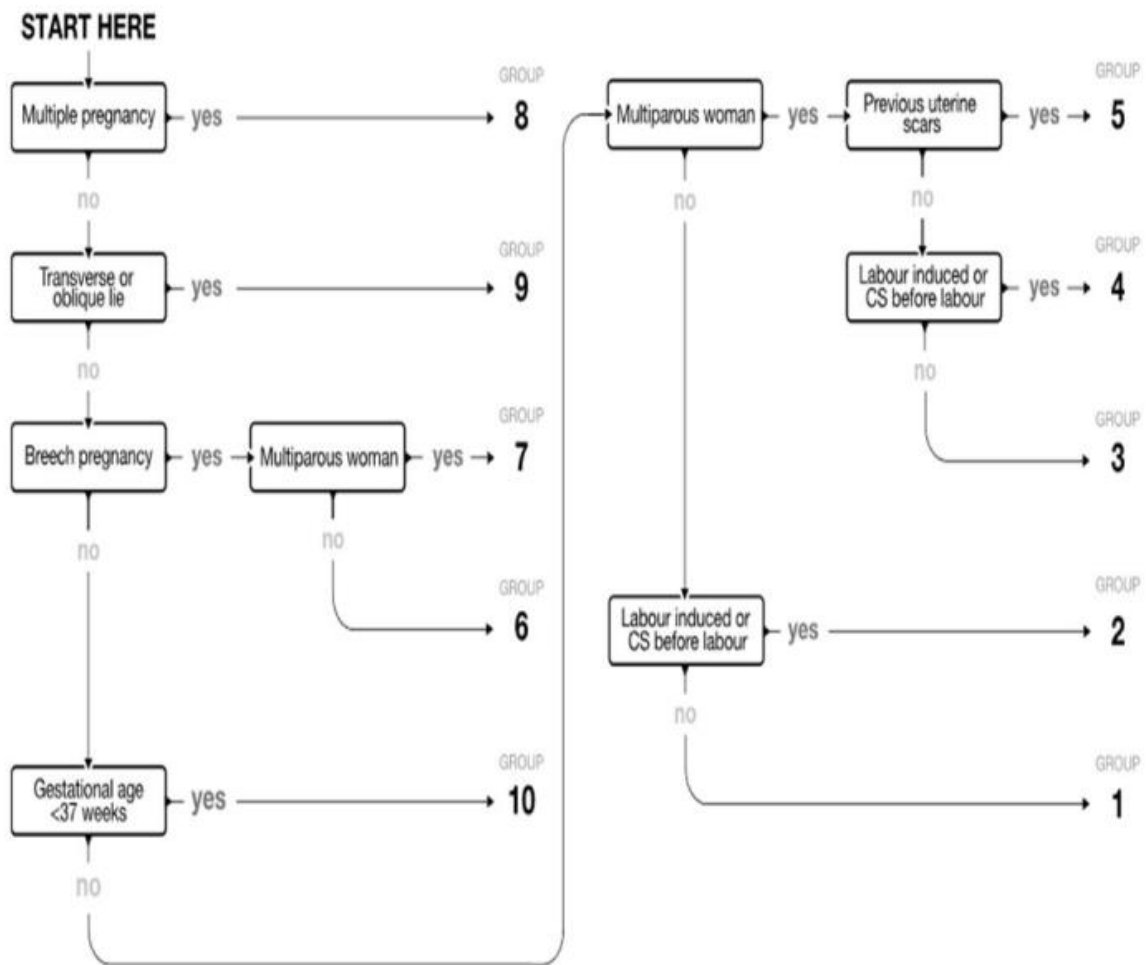 START HERE
Multiple pregnancy
yes
GROUP
8
no
Transverse or
oblique lie
yes
GROUP
9
no
Breech pregnancy
yes
Multiparous woman
yes
GROUP
7
no
GROUP
6
no
Gestational age
<37 weeks
yes
GROUP
10
no
Multiparous woman
yes
Previous uterine
scars
yes
GROUP
5
no
Labour induced or
CS before labour
yes
GROUP
4
no
GROUP
3
no
Labour induced or
CS before labour
yes
GROUP
2
no
GROUP
1